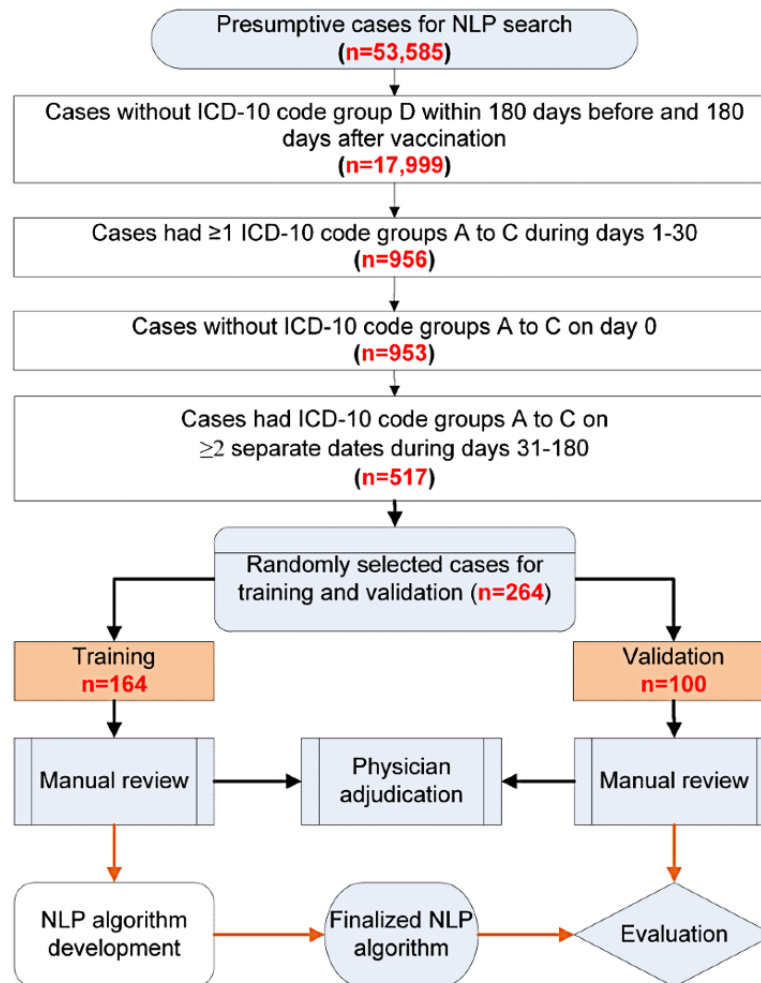 Presumptive cases for NLP search
(n=53,585)
Cases without ICD-10 code group D within 180 days before and 180
days after vaccination
(n=17,999)
Cases had ≥1 ICD-10 code groups A to C during days 1-30
(n=956)
Cases without ICD-10 code groups A to C on day 0
(n=953)
Cases had ICD-10 code groups A to C on
≥2 separate dates during days 31-180
(n=517)
Randomly selected cases for
training and validation (n=264)
Training
n=164
Validation
n=100
Manual review
Physician
adjudication
Manual review
NLP algorithm
development
Finalized NLP
algorithm
Evaluation